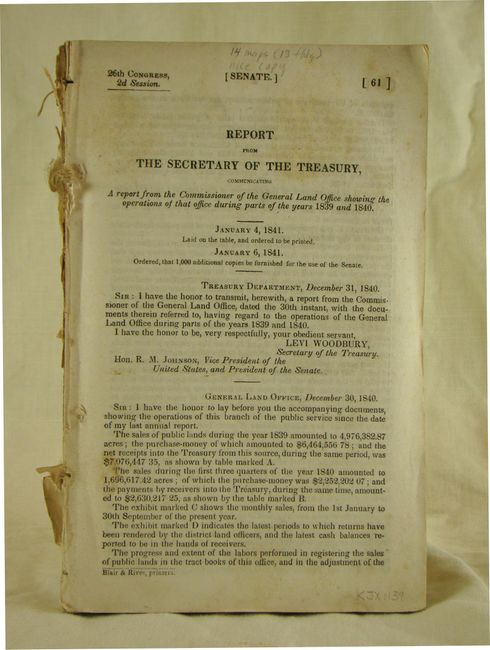 14 maps (13 fldg)
nice copy
26th Congress,
2d Session.
[SENATE.]
[ 61 ]
REPORT
FROM
THE SECRETARY OF THE TREASURY,
COMMUNICATING
A report from the Commissioner of the General Land Office showing the
operations of that office during parts of the years 1839 and 1840.
January 4, 1841.
Laid on the table, and ordered to be printed.
January 6, 1841.
Ordered, that 1,000 additional copies be furnished for the use of the Senate.
Treasury Department, December 31, 1840.
Sir: I have the honor to transmit, herewith, a report from the Commis-
sioner of the General Land Office, dated the 30th instant, with the docu-
ments therein referred to, having regard to the operations of the General
Land Office during parts of the years 1839 and 1840.
I have the honor to be, very respectfully, your obedient servant,
LEVI WOODBURY,
Secretary of the Treasury.
Hon. R. M. Johnson, Vice President of the
United States, and President of the Senate.
General Land Office, December 30, 1840.
Sir: I have the honor to lay before you the accompanying documents,
showing the operations of this branch of the public service since the date
of my last annual report.
The sales of public lands during the year 1839 amounted to 4,976,382.87
acres; the purchase-money of which amounted to $6,464,556 78; and the
net receipts into the Treasury from this source, during the same period, was
$7,076,447 35, as shown by table marked A.
The sales during the first three quarters of the year 1840 amounted to
1,696,617.42 acres; of which the purchase-money was $2,252,202 07; and
the payments by receivers into the Treasury, during the same time, amount-
ed to $2,630,217 25, as shown by the table marked B.
The exhibit marked C shows the monthly sales, from the 1st January to
30th September of the present year.
The exhibit marked D indicates the latest periods to which returns have
been rendered by the district land officers, and the latest cash balances re-
ported to be in the hands of receivers.
The progress and extent of the labors performed in registering the sales
of public lands in the tract books of this office, and in the adjustment of the
Blair & Rives, printers.
KJX:139